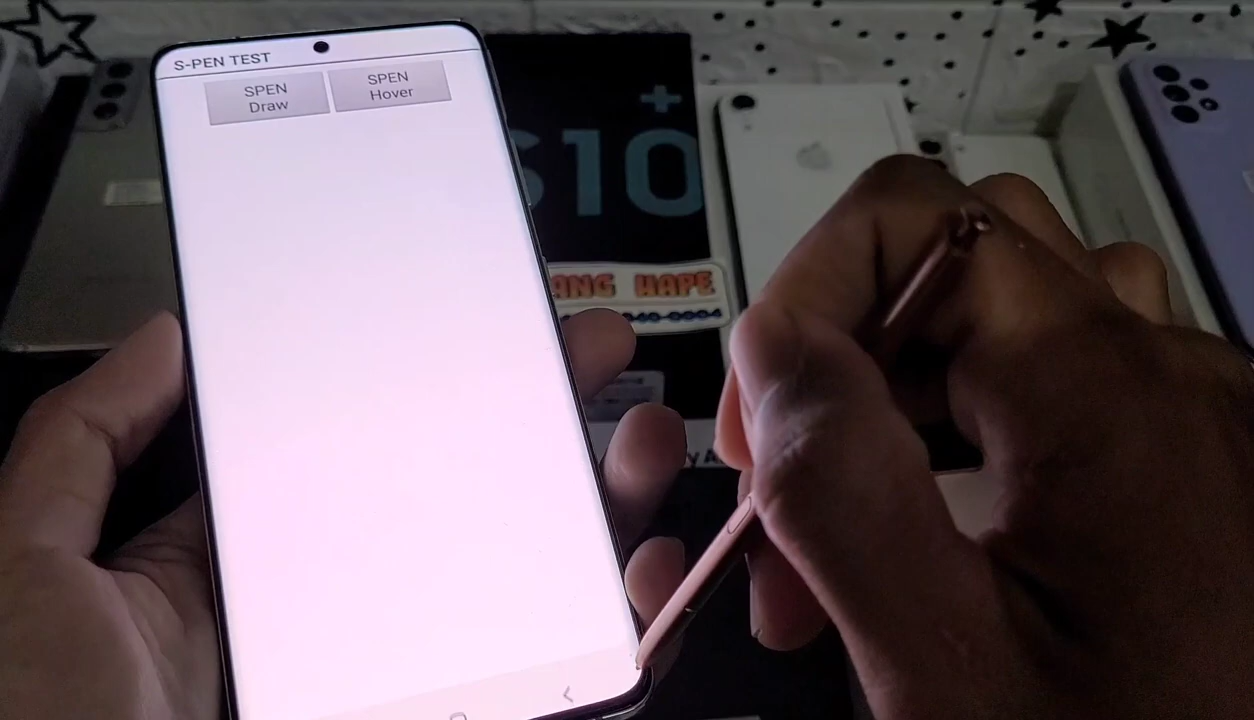 S-PEN TEST
SPEN
Draw
SPEN
Hover
S10
+
ANG HAPE